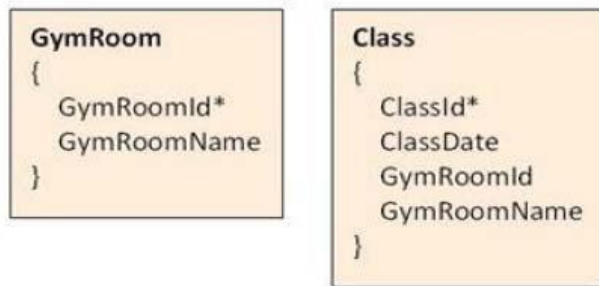 GymRoom
{
GymRoomId*
GymRoomName
}
Class
{
ClassId*
ClassDate
GymRoomId
GymRoomName
}